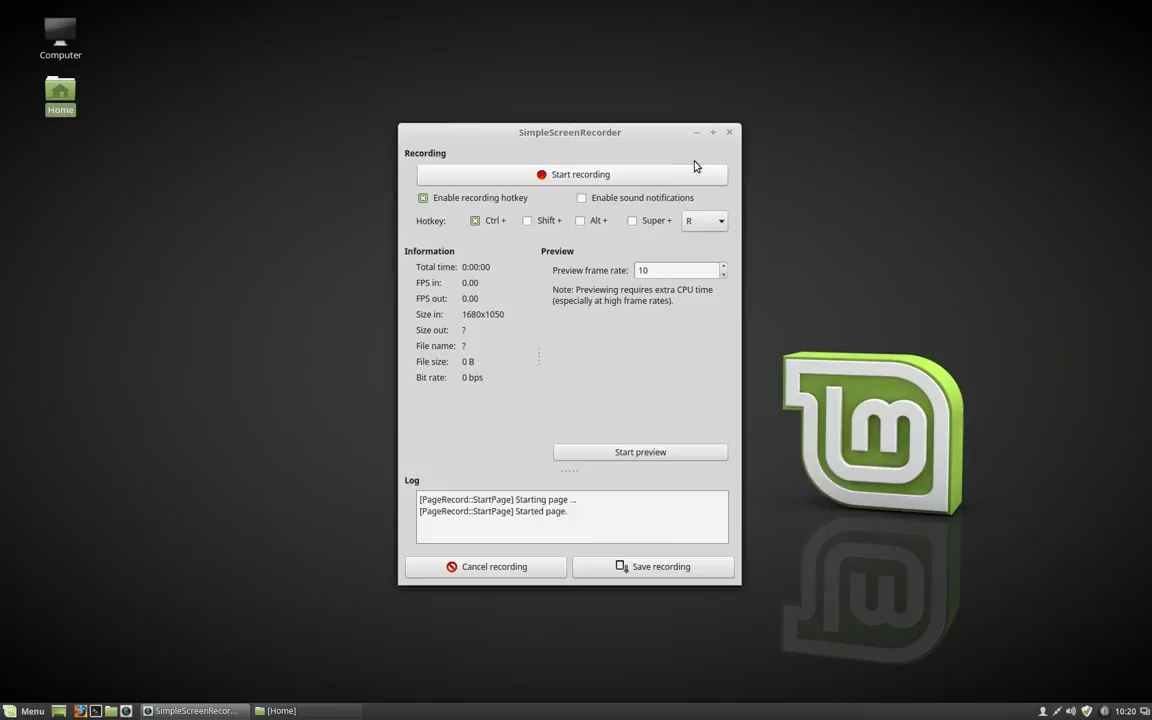 Computer
Home
SimpleScreenRecorder
Recording
Start recording
Enable recording hotkey
Enable sound notifications
Hotkey:
Ctrl +
Shift +
Alt +
Super +
R
Information
Total time: 0:00:00
FPS in: 0.00
FPS out: 0.00
Size in: 1680x1050
Size out: ?
File name: ?
File size: 0 B
Bit rate: 0 bps
Preview
Preview frame rate: 10
Note: Previewing requires extra CPU time
(especially at high frame rates).
Start preview
Log
[PageRecord::StartPage] Starting page ...
[PageRecord::StartPage] Started page.
Cancel recording
Save recording
Menu
SimpleScreenRecor...
[Home]
10:20